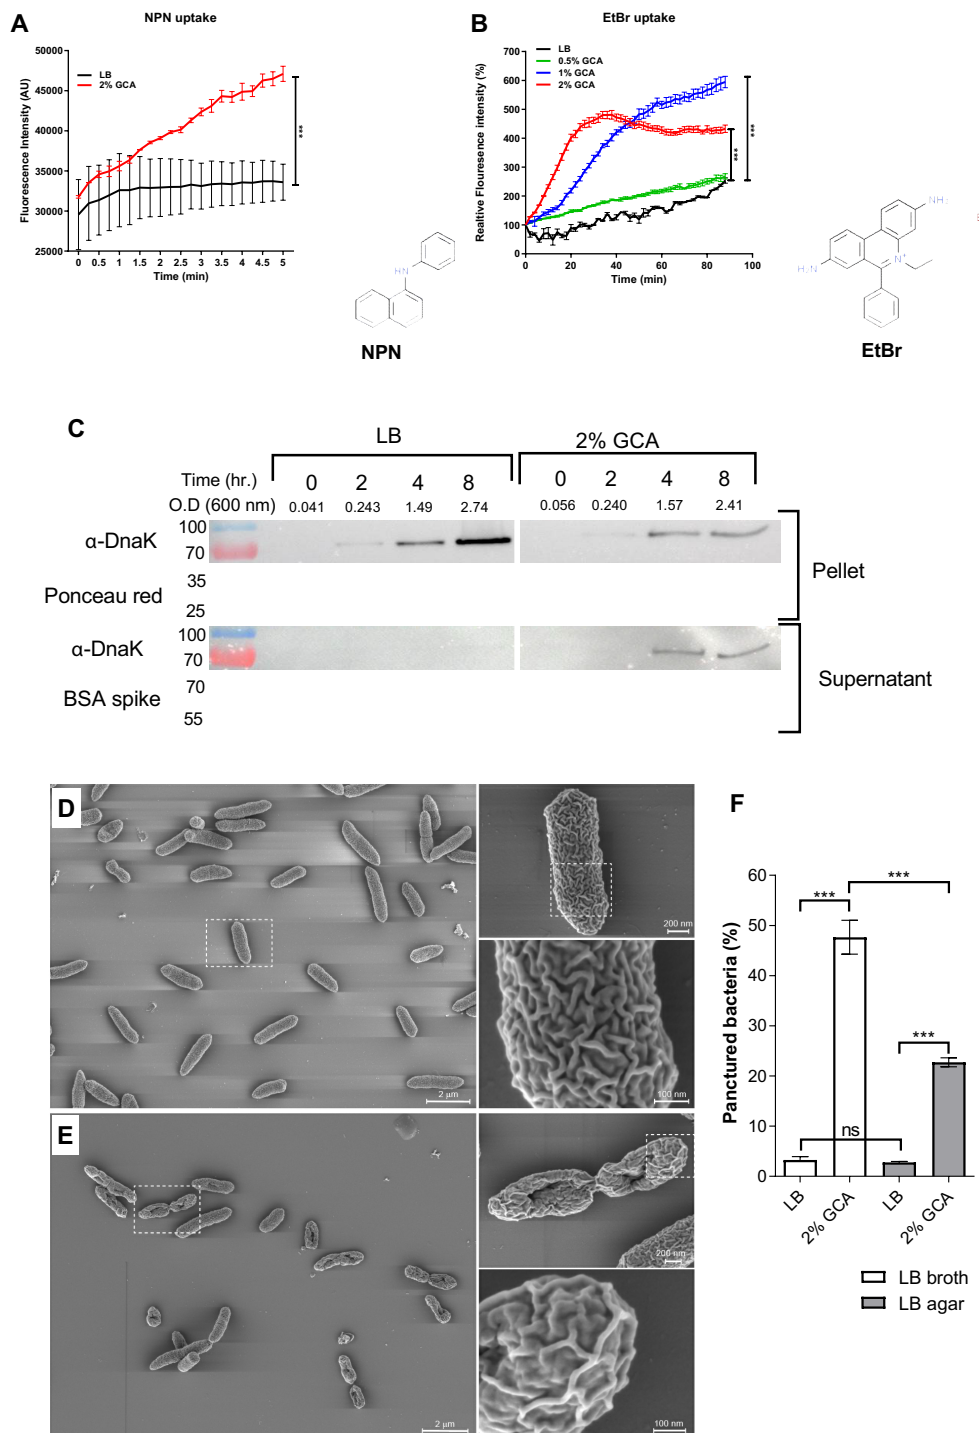 A
NPN uptake
Fluorescence Intensity (AU)
50000
45000
40000
35000
30000
25000
LB
2% GCA
***
0 0.5 1 1.5 2 2.5 3 3.5 4 4.5 5
Time (min)
HN
NPN
B
EtBr uptake
Realtive Flouresence intensity (%)
700
600
500
400
300
200
100
0
LB
0.5% GCA
1% GCA
2% GCA
***
***
0 20 40 60 80 100
Time (min)
NH2
H2N
N+
EtBr
C
LB
2% GCA
Time (hr.) 0 2 4 8 0 2 4 8
O.D (600 nm) 0.041 0.243 1.49 2.74 0.056 0.240 1.57 2.41
α-DnaK
100
70
Ponceau red
35
25
Pellet
α-DnaK
100
70
BSA spike
70
55
Supernatant
D
2 µm
200 nm
100 nm
E
2 µm
200 nm
100 nm
F
Panctured bacteria (%)
60
50
40
30
20
10
0
***
***
***
ns
LB
2% GCA
LB
2% GCA
LB broth
LB agar